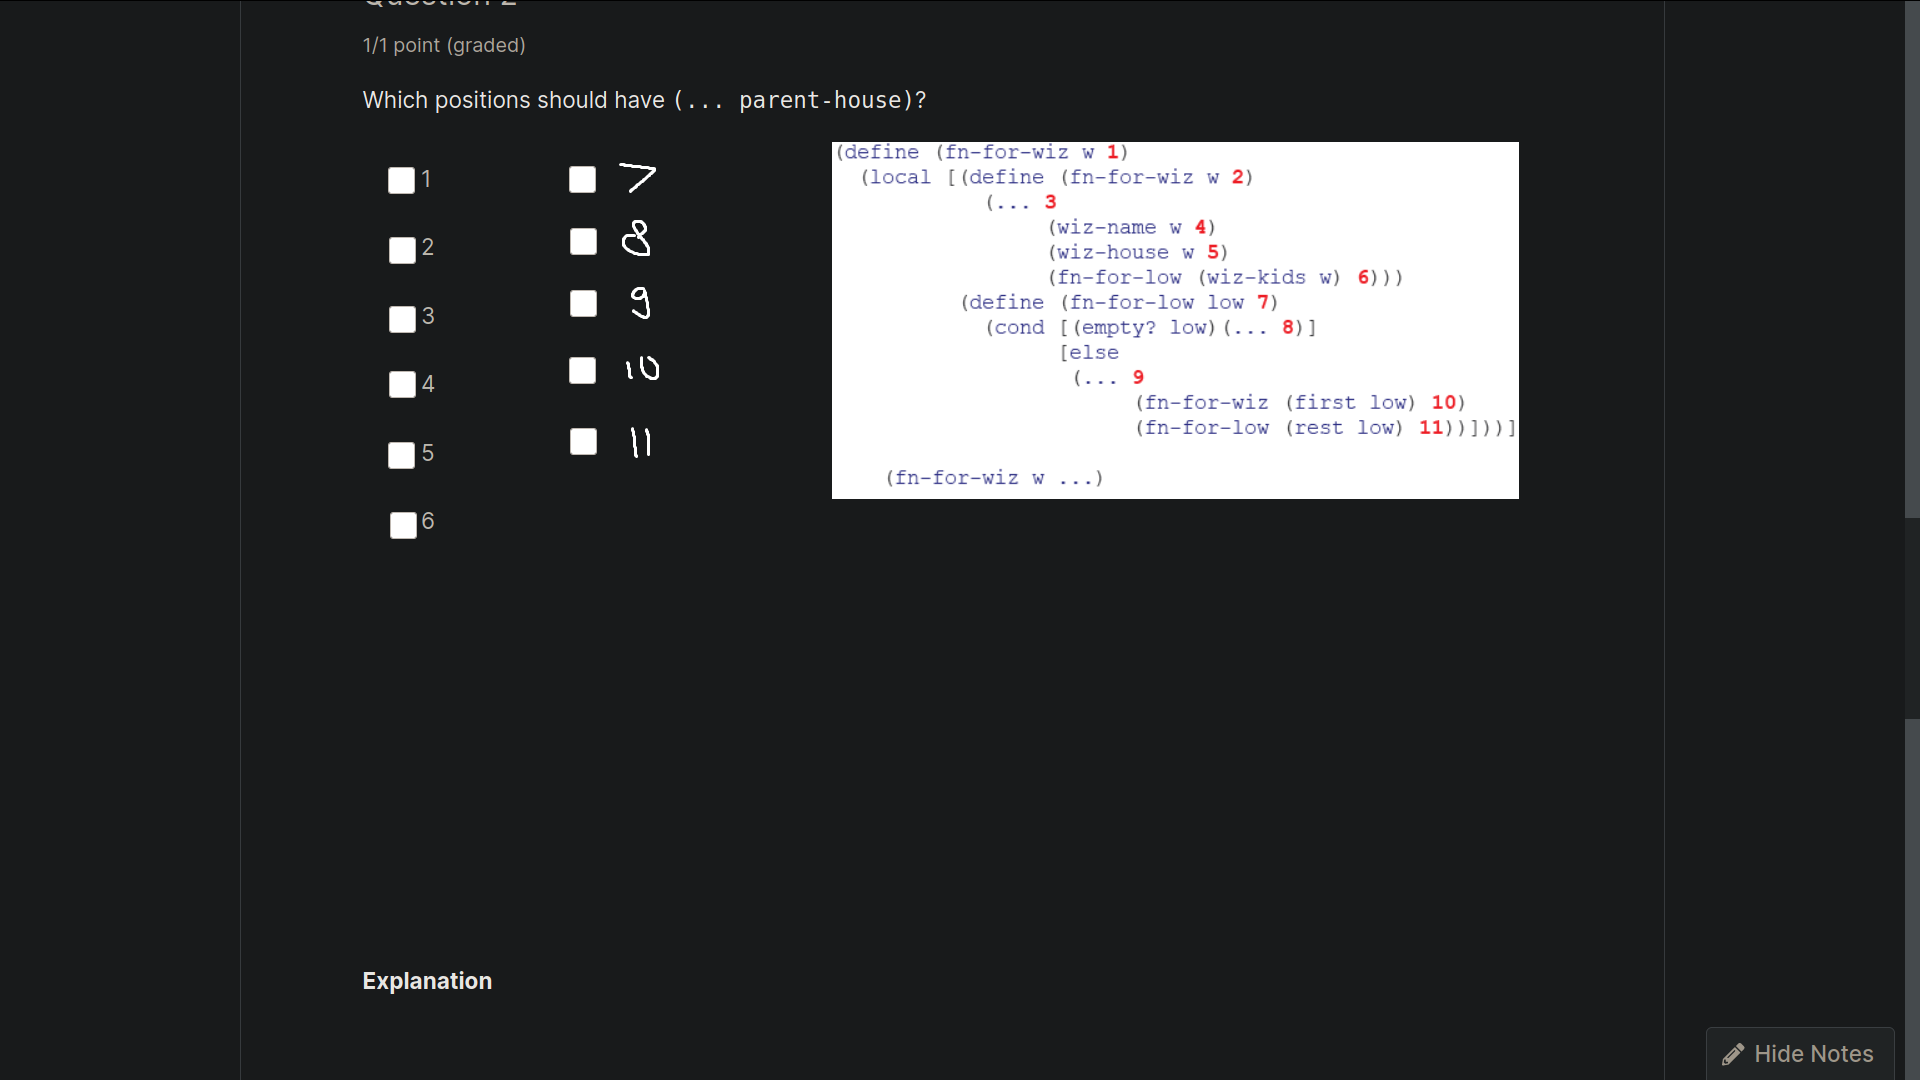 Question 2
1/1 point (graded)
Which positions should have (... parent-house)?
1
2
3
4
5
6
7
8
9
10
11
(define (fn-for-wiz w 1)
(local [(define (fn-for-wiz w 2)
(... 3
(wiz-name w 4)
(wiz-house w 5)
(fn-for-low (wiz-kids w) 6)))
(define (fn-for-low low 7)
(cond [(empty? low)(... 8)]
[else
(... 9
(fn-for-wiz (first low) 10)
(fn-for-low (rest low) 11))]))]
(fn-for-wiz w ...)
Explanation
Hide Notes